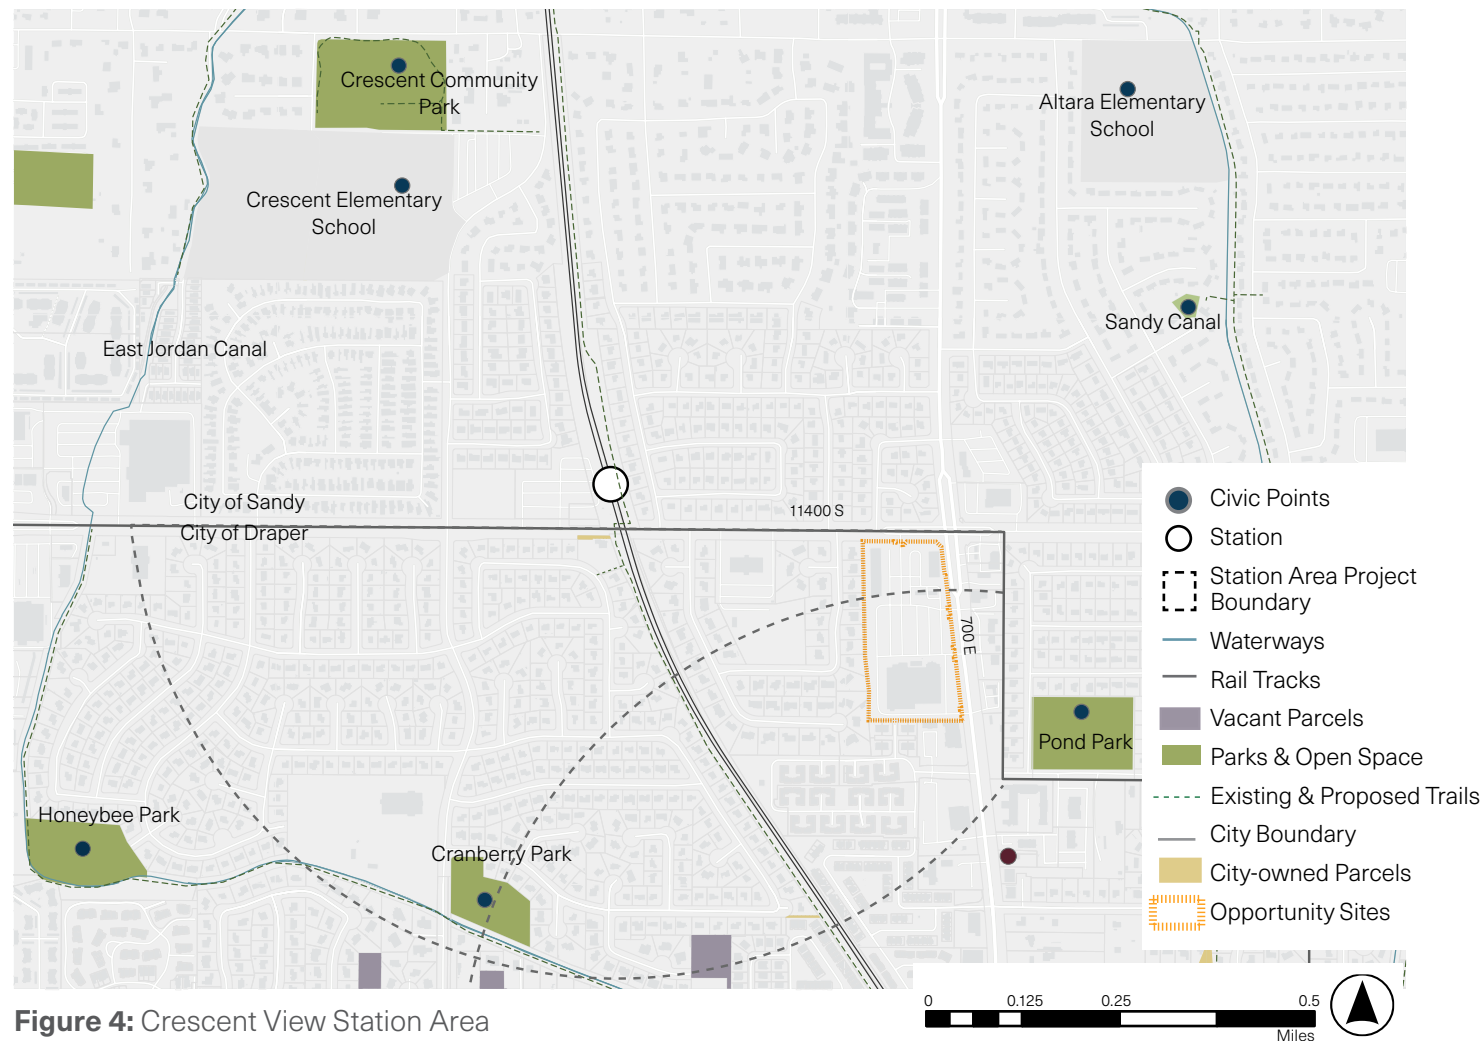 Crescent Community
Park
Altara Elementary
School
Crescent Elementary
School
Sandy Canal
East Jordan Canal
City of Sandy
City of Draper
11400 S
700 E
Pond Park
Honeybee Park
Cranberry Park
Civic Points
Station
Station Area Project
Boundary
Waterways
Rail Tracks
Vacant Parcels
Parks & Open Space
Existing & Proposed Trails
City Boundary
City-owned Parcels
Opportunity Sites
0 0.125 0.25 0.5
Miles
Figure 4: Crescent View Station Area